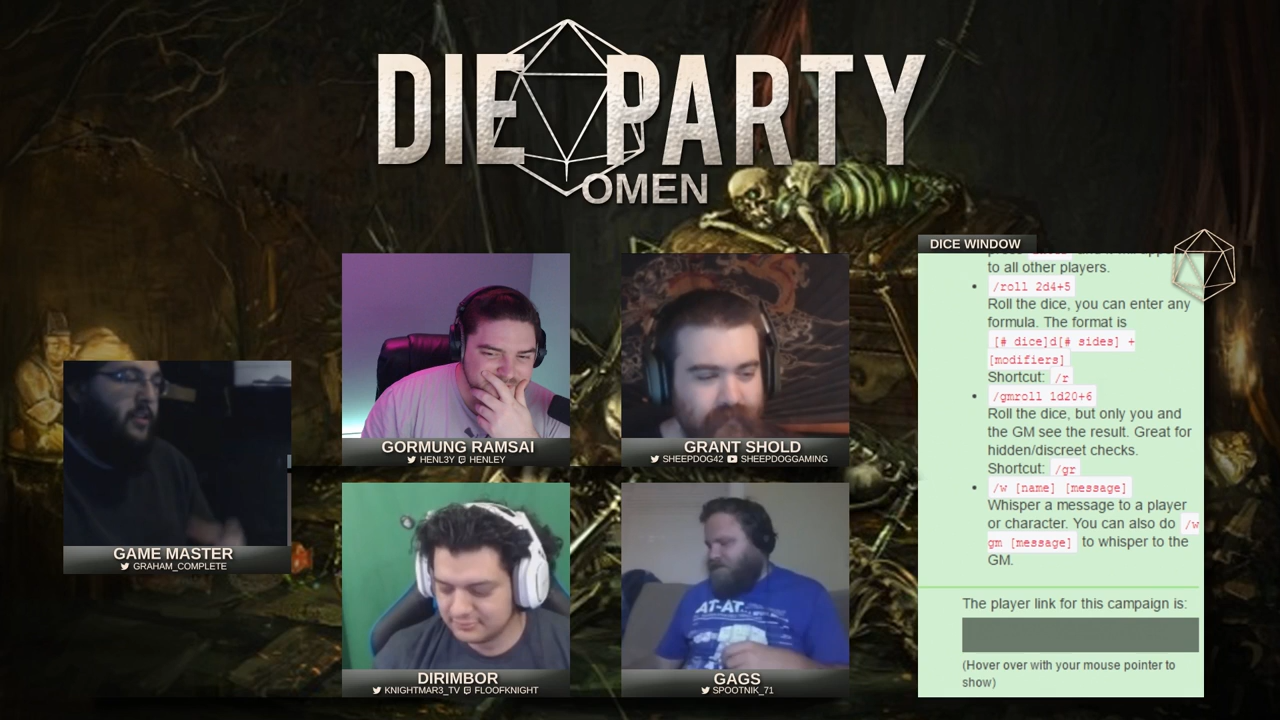 DIE PARTY
OMEN
DICE WINDOW
to all other players.
/roll 2d4+5
Roll the dice, you can enter any
formula. The format is
[# dice]d[# sides] +
[modifiers]
Shortcut: /r
/gmroll 1d20+6
Roll the dice, but only you and
the GM see the result. Great for
hidden/discreet checks.
Shortcut: /gr
/w [name] [message]
Whisper a message to a player
or character. You can also do /w
gm [message] to whisper to the
GM.
The player link for this campaign is:
(Hover over with your mouse pointer to
show)
GAME MASTER
GRAHAM_COMPLETE
GORMUNG RAMSAI
HENL3Y HENLEY
GRANT SHOLD
SHEEPDOG42 SHEEPDOGGAMING
DIRIMBOR
KNIGHTMAR3_TV FLOOFKNIGHT
AT-AT
GAGS
SPOOTNIK_71